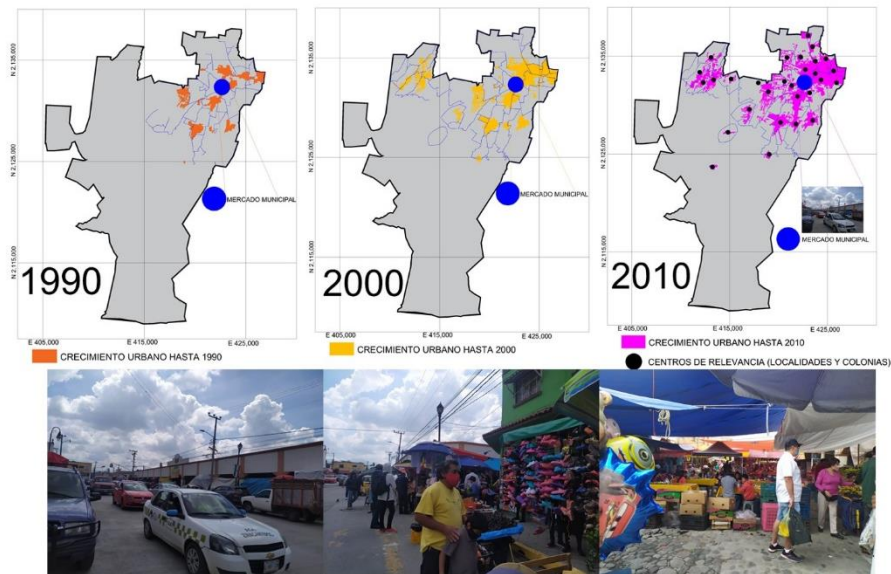 N 2,135,000
N 2,125,000
N 2,115,000
MERCADO MUNICIPAL
1990
E 405,000
E 415,000
E 425,000
CRECIMIENTO URBANO HASTA 1990
N 2,135,000
N 2,125,000
N 2,115,000
MERCADO MUNICIPAL
2000
E 405,000
E 415,000
E 425,000
CRECIMIENTO URBANO HASTA 2000
N 2,135,000
N 2,125,000
N 2,115,000
MERCADO MUNICIPAL
2010
E 405,000
E 415,000
E 425,000
CRECIMIENTO URBANO HASTA 2010
CENTROS DE RELEVANCIA (LOCALIDADES Y COLONIAS)